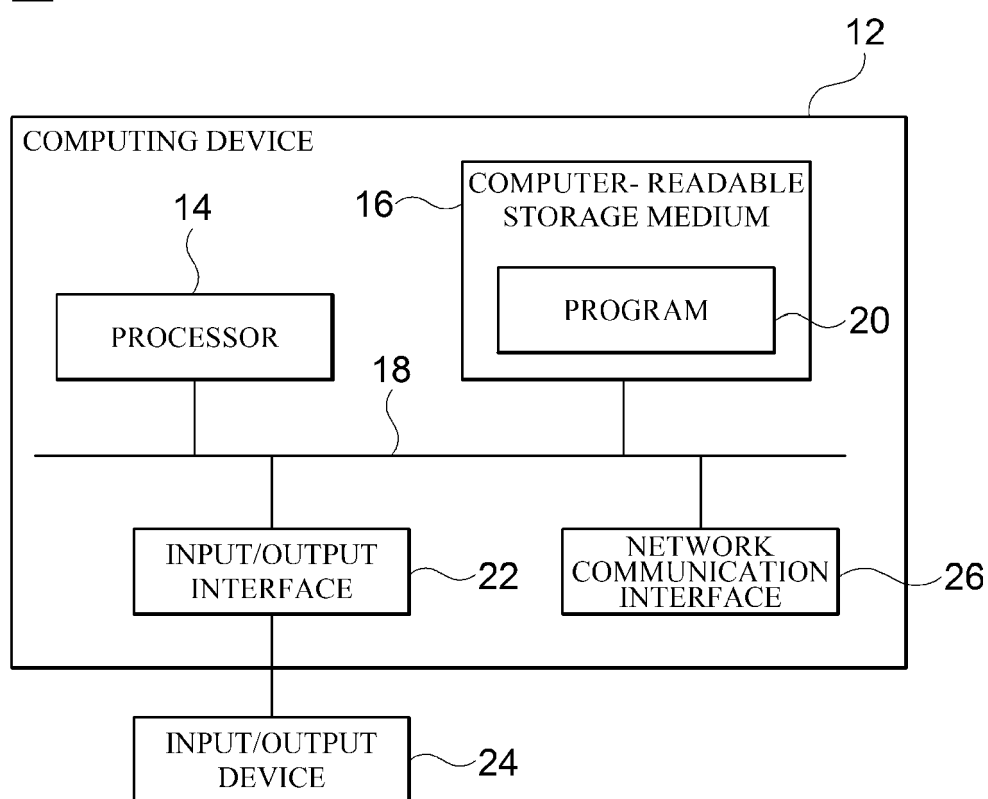 12
COMPUTING DEVICE
14
16
COMPUTER- READABLE
STORAGE MEDIUM
PROCESSOR
PROGRAM
20
18
INPUT/OUTPUT
INTERFACE
22
NETWORK
COMMUNICATION
INTERFACE
26
INPUT/OUTPUT
DEVICE
24